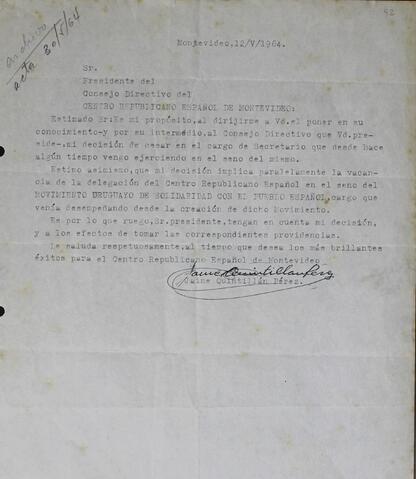 92
archivo
acta 30/V/64
Montevideo, 12/V/1964.
Sr.
Presidente del
Consejo Directivo del
CENTRO REPUBLICANO ESPAÑOL DE MONTEVIDEO:
Estimado Sr: Es mi propósito, al dirijirme a Vd. el poner en su
conocimiento-y por su intermedio, al Consejo Directivo que Vd. pre-
side-, mi decisión de cesar en el cargo de Secretario que desde hace
algún tiempo vengo ejerciendo en el seno del mismo.
Estimo asimismo, que mi decisión implica paralelamente la vacan-
cia de la delegación del Centro Republicano Español en el seno del
MOVIMIENTO URUGUAYO DE SOLIDARIDAD CON EL PUEBLO ESPAÑOL, cargo que
venía desempeñando desde la creación de dicho Movimiento.
Es por lo que ruego, Sr. presidente, tengan en cuenta mi decisión,
y a los efectos de tomar las correspondientes providencias.
Le saluda respetuosamente, al tiempo que desea los más brillantes
éxitos para el Centro Republicano Español de Montevideo
Jaime Quintillán Pérez
Jaime Quintillán Pérez.